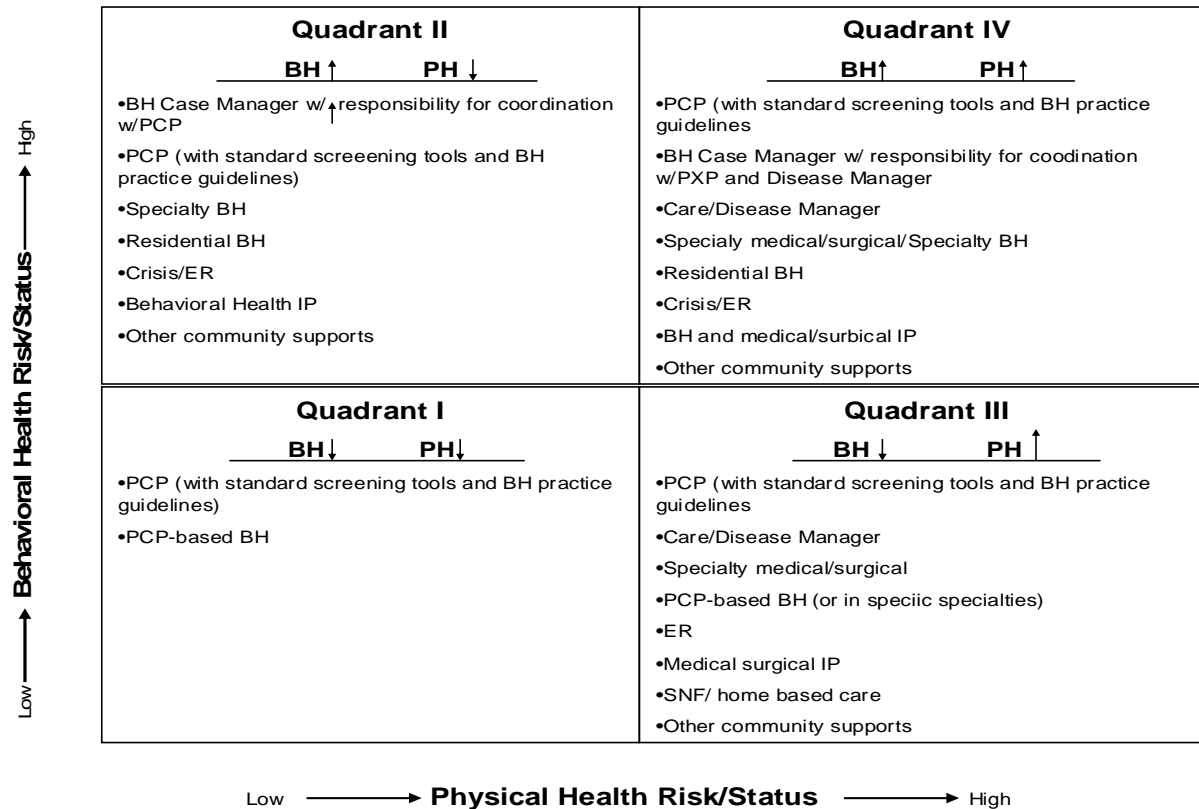 Quadrant II
BH ↑ PH ↓
•BH Case Manager w/↑responsibility for coordination
w/PCP
•PCP (with standard screeening tools and BH
practice guidelines)
•Specialty BH
•Residential BH
•Crisis/ER
•Behavioral Health IP
•Other community supports
Quadrant IV
BH↑ PH↑
•PCP (with standard screening tools and BH practice
guidelines
•BH Case Manager w/ responsibility for coodination
w/PXP and Disease Manager
•Care/Disease Manager
•Specialy medical/surgical/Specialty BH
•Residential BH
•Crisis/ER
•BH and medical/surbical IP
•Other community supports
Quadrant I
BH↓ PH↓
•PCP (with standard screening tools and BH practice
guidelines)
•PCP-based BH
Quadrant III
BH ↓ PH ↑
•PCP (with standard screening tools and BH practice
guidelines
•Care/Disease Manager
•Specialty medical/surgical
•PCP-based BH (or in speciic specialties)
•ER
•Medical surgical IP
•SNF/ home based care
•Other community supports
Low → Behavioral Health Risk/Status → High
Low → Physical Health Risk/Status → High